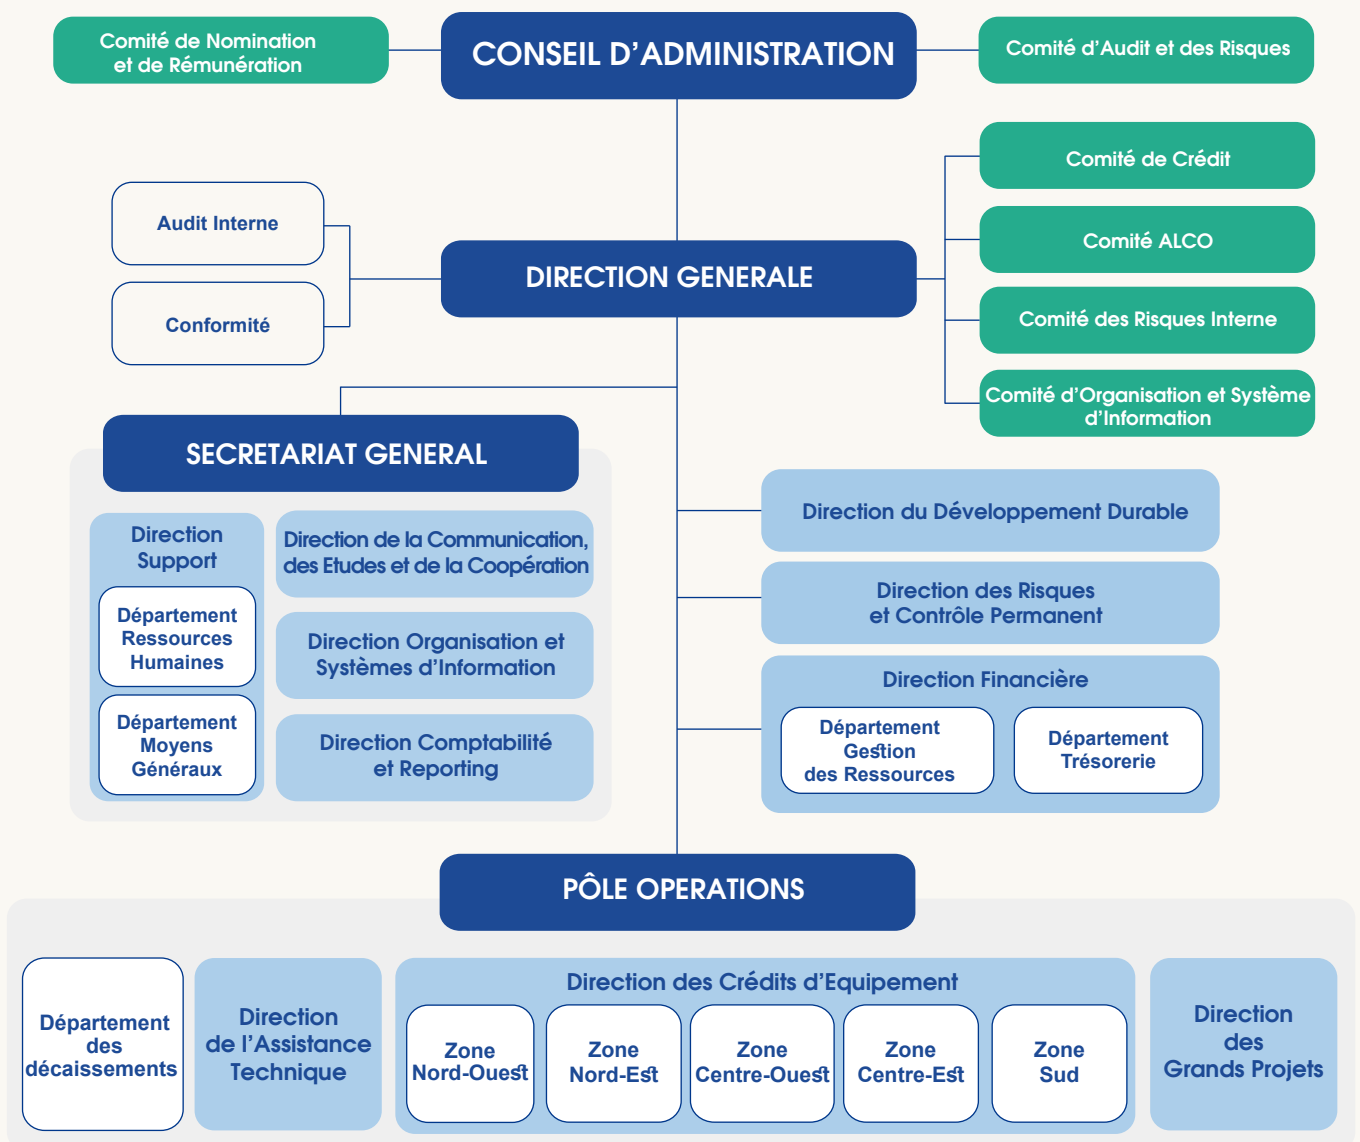 Comité de Nomination
et de Rémunération
CONSEIL D'ADMINISTRATION
Comité d'Audit et des Risques
Comité de Crédit
Audit Interne
Comité ALCO
DIRECTION GENERALE
Conformité
Comité des Risques Interne
Comité d'Organisation et Système
d'Information
SECRETARIAT GENERAL
Direction
Support
Département
Ressources
Humaines
Département
Moyens
Généraux
Direction de la Communication,
des Etudes et de la Coopération
Direction Organisation et
Systèmes d'Information
Direction Comptabilité
et Reporting
Direction du Développement Durable
Direction des Risques
et Contrôle Permanent
Direction Financière
Département
Gestion
des Ressources
Département
Trésorerie
PÔLE OPERATIONS
Département
des
décaissements
Direction
de l'Assistance
Technique
Direction des Crédits d'Equipement
Zone
Nord-Ouest
Zone
Nord-Est
Zone
Centre-Ouest
Zone
Centre-Est
Zone
Sud
Direction
des
Grands Projets